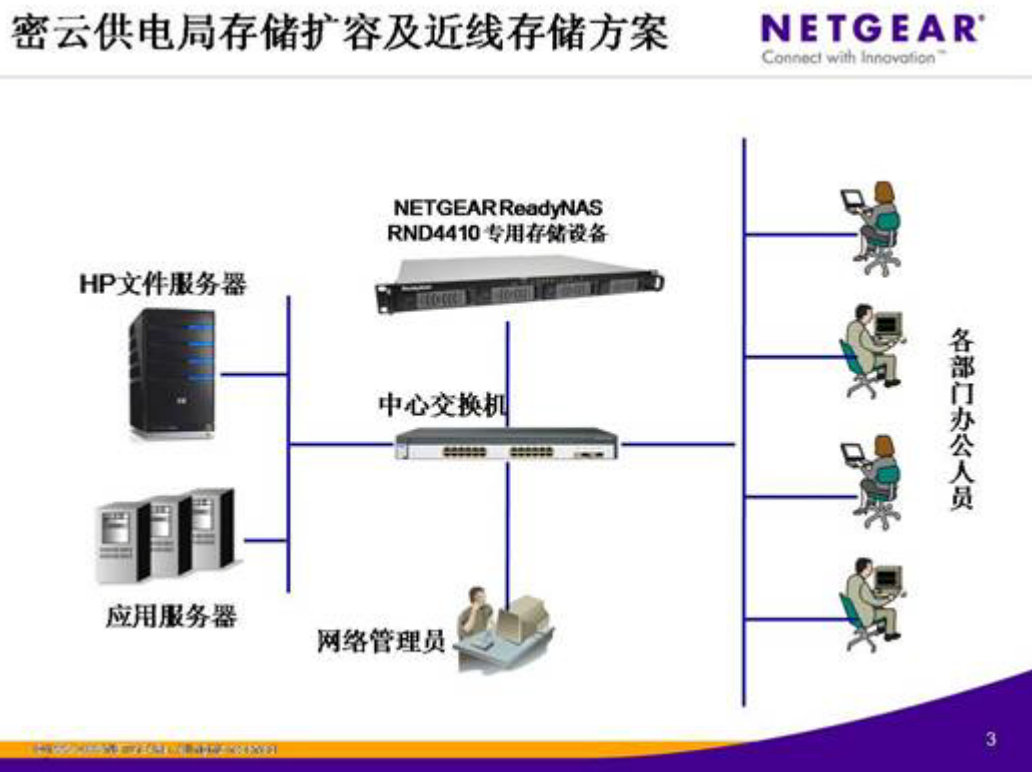 密云供电局存储扩容及近线存储方案
NETGEAR®
Connect with Innovation™
NETGEAR ReadyNAS
RND4410 专用存储设备
HP文件服务器
中心交换机
应用服务器
网络管理员
各部门办公人员
3